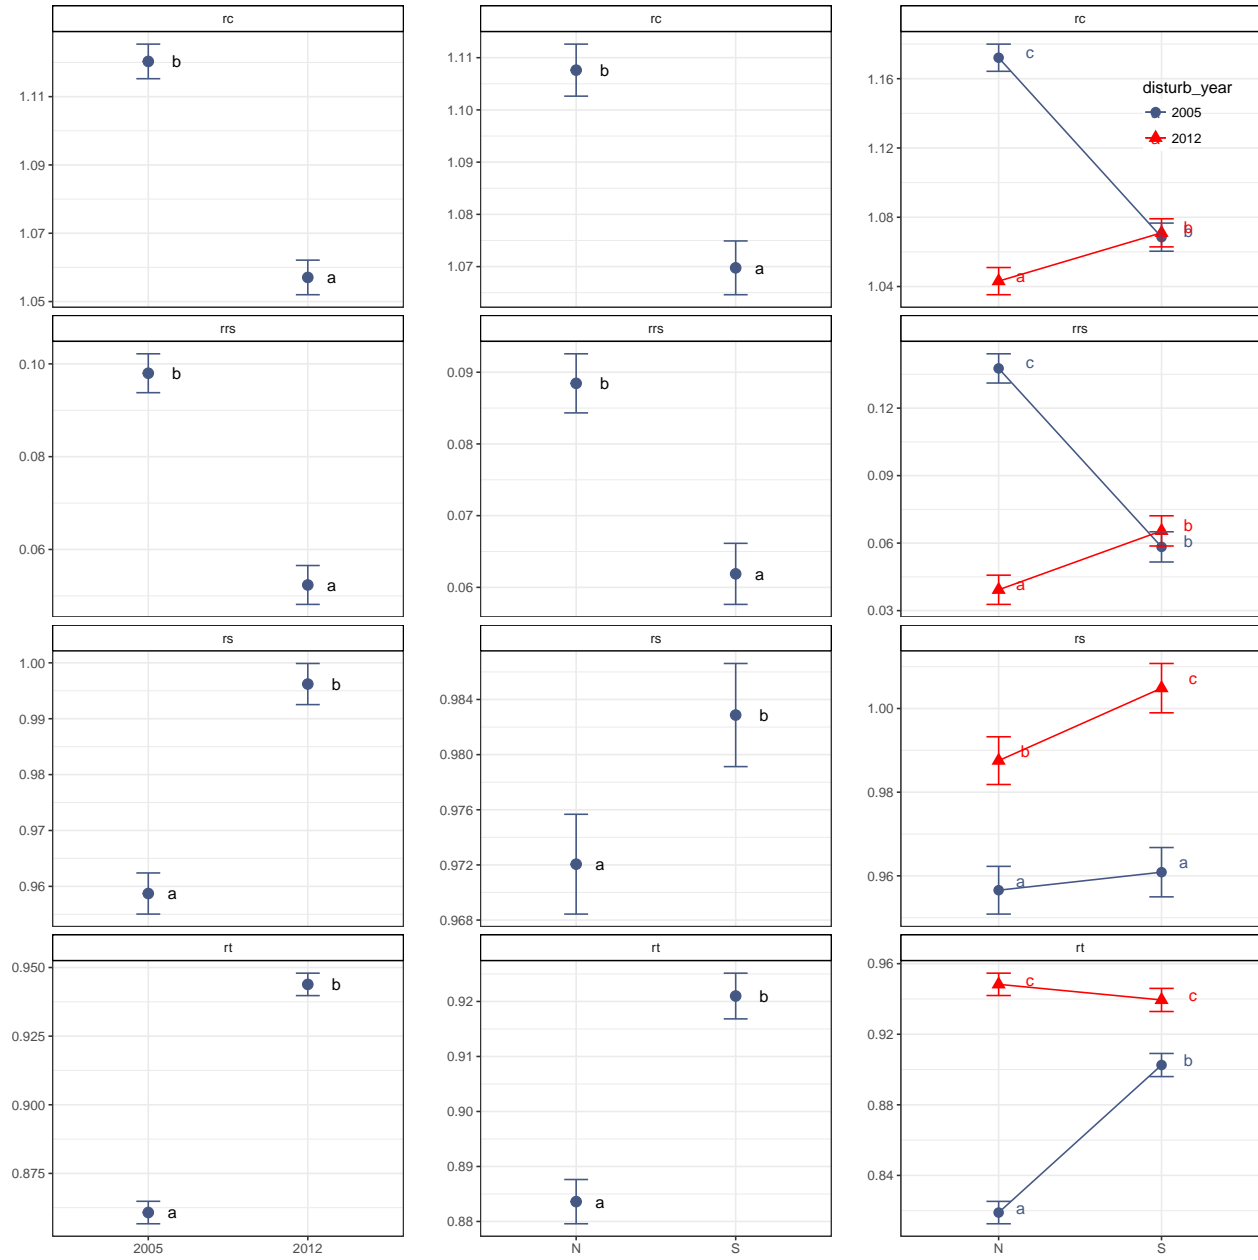 rc
1.11
1.09
1.07
1.05
b
a
rc
1.11
1.10
1.09
1.08
1.07
b
a
rc
1.16
1.12
1.08
1.04
c
b
b
a
disturb_year
a
2005
a
2012
rrs
0.10
0.08
0.06
b
a
rrs
0.09
0.08
0.07
0.06
b
a
rrs
0.12
0.09
0.06
0.03
c
b
b
a
rs
1.00
0.99
0.98
0.97
0.96
b
a
rs
0.984
0.980
0.976
0.972
0.968
b
a
rs
1.00
0.98
0.96
c
b
a
a
rt
0.950
0.925
0.900
0.875
b
a
2005 2012
rt
0.92
0.91
0.90
0.89
0.88
b
a
N S
rt
0.96
0.92
0.88
0.84
c
c
b
a
N S